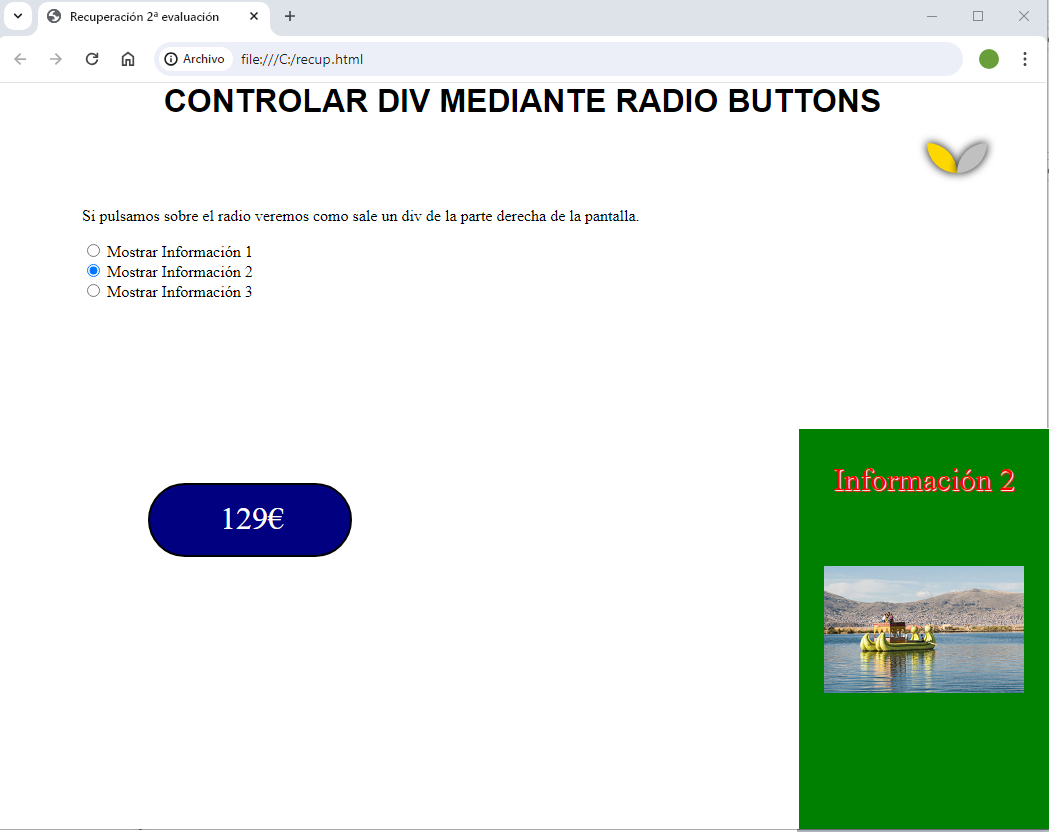 Recuperación 2ª evaluación
Archivo
file:///C:/recup.html
CONTROLAR DIV MEDIANTE RADIO BUTTONS
Si pulsamos sobre el radio veremos como sale un div de la parte derecha de la pantalla.
Mostrar Información 1
Mostrar Información 2
Mostrar Información 3
Información 2
129€